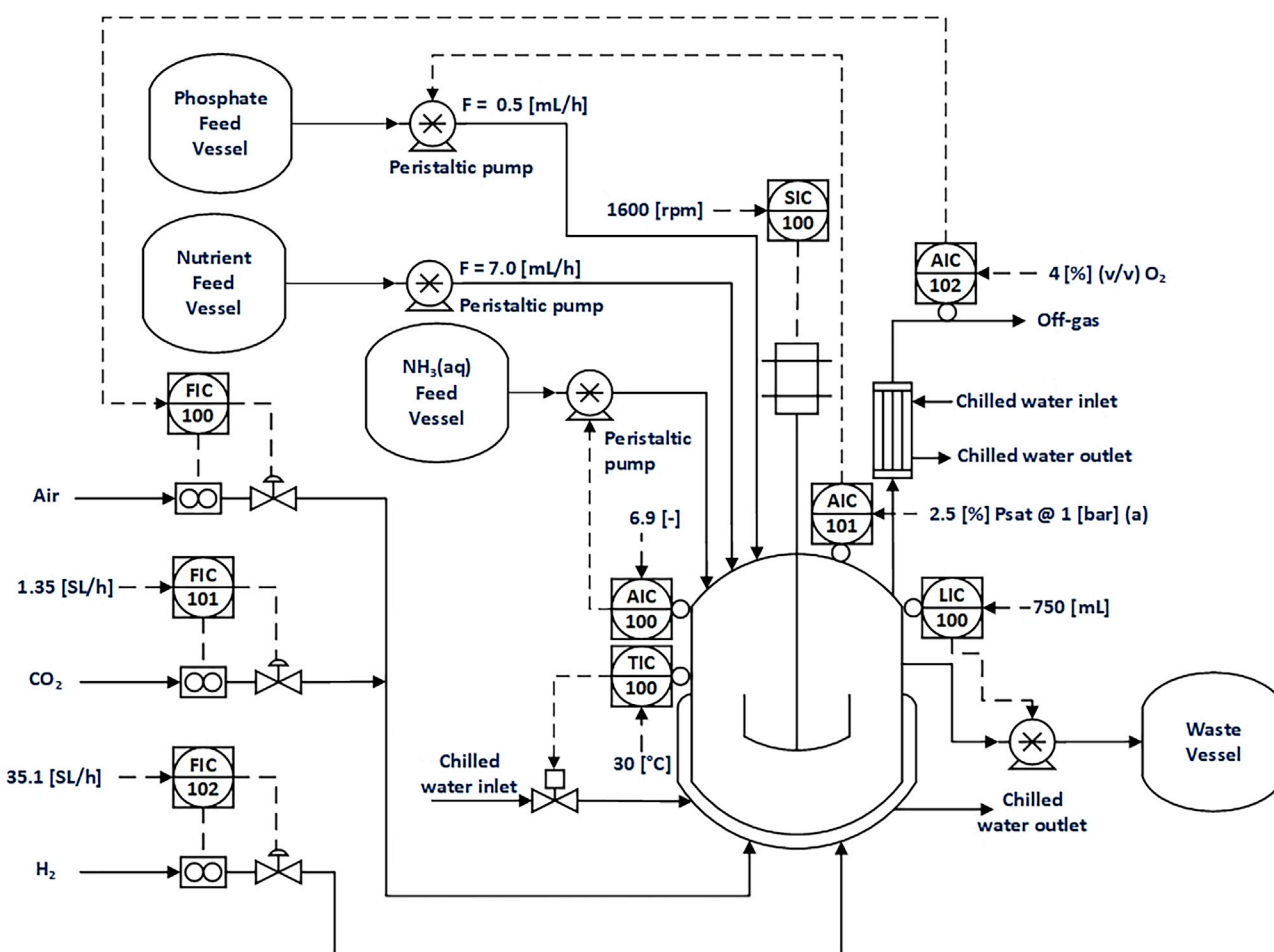 Phosphate
Feed
Vessel
F = 0.5 [mL/h]
Peristaltic pump
1600 [rpm]
SIC
100
Nutrient
Feed
Vessel
F = 7.0 [mL/h]
Peristaltic pump
AIC
102
4 [%] (v/v) O₂
Off-gas
NH₃(aq)
Feed
Vessel
Peristaltic
pump
FIC
100
Air
Chilled water inlet
Chilled water outlet
AIC
101
2.5 [%] Psat @ 1 [bar] (a)
6.9 [-]
1.35 [SL/h]
FIC
101
CO₂
AIC
100
LIC
100
750 [mL]
TIC
100
30 [°C]
Chilled
water inlet
Waste
Vessel
35.1 [SL/h]
FIC
102
H₂
Chilled
water outlet